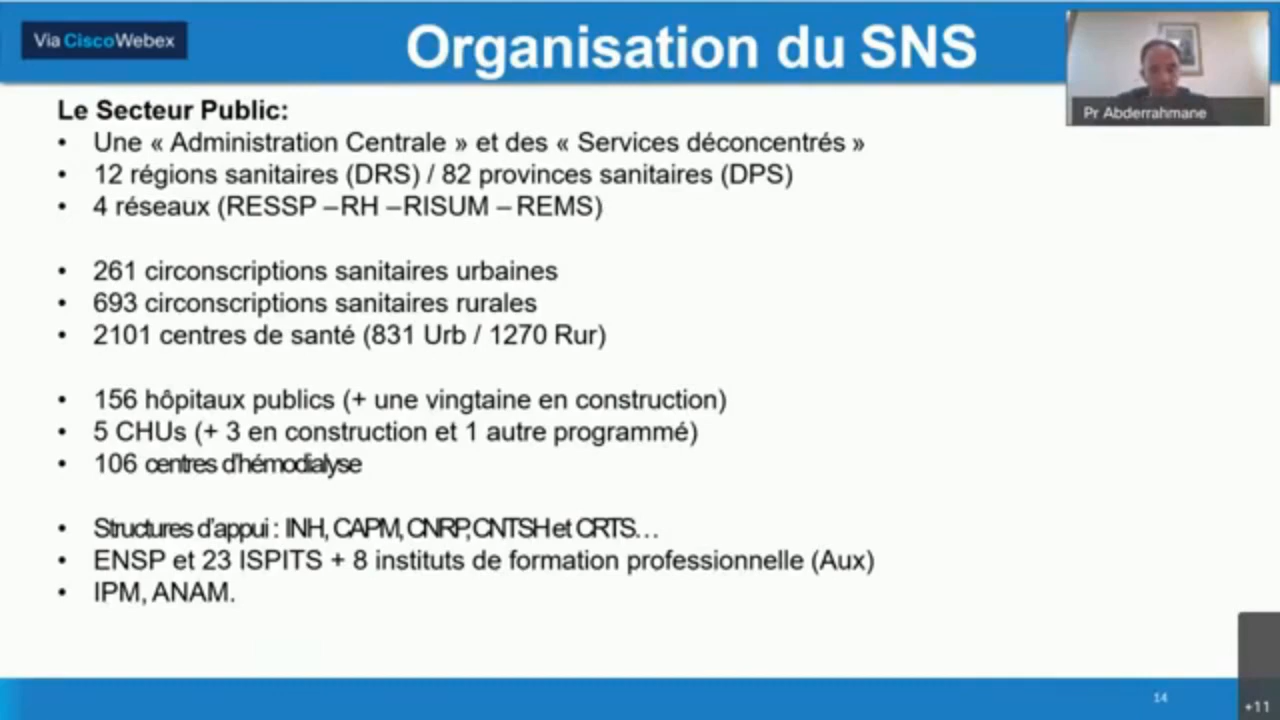 Via CiscoWebex
Organisation du SNS
Pr Abderrahmane
Le Secteur Public:
• Une « Administration Centrale » et des « Services déconcentrés »
• 12 régions sanitaires (DRS) / 82 provinces sanitaires (DPS)
• 4 réseaux (RESSP –RH –RISUM – REMS)
• 261 circonscriptions sanitaires urbaines
• 693 circonscriptions sanitaires rurales
• 2101 centres de santé (831 Urb / 1270 Rur)
• 156 hôpitaux publics (+ une vingtaine en construction)
• 5 CHUs (+ 3 en construction et 1 autre programmé)
• 106 centres d'hémodialyse
• Structures d'appui : INH, CAPM, CNRP, CNTSH et CRTS…
• ENSP et 23 ISPITS + 8 instituts de formation professionnelle (Aux)
• IPM, ANAM.
14
+11